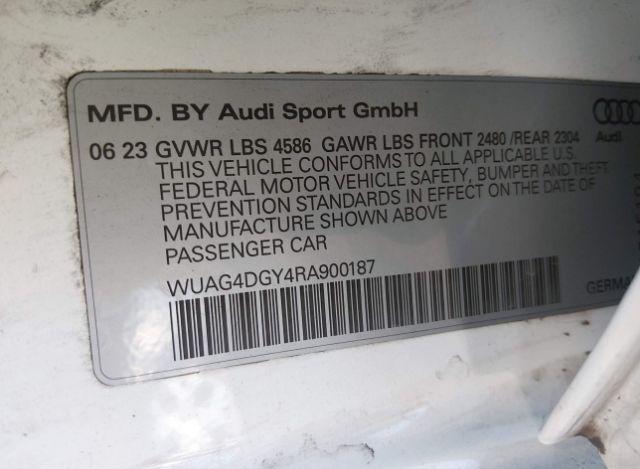 MFD. BY Audi Sport GmbH
06 23 GVWR LBS 4586 GAWR LBS FRONT 2480 /REAR 2304
THIS VEHICLE CONFORMS TO ALL APPLICABLE U.S.
FEDERAL MOTOR VEHICLE SAFETY, BUMPER AND THEFT
PREVENTION STANDARDS IN EFFECT ON THE DATE OF
MANUFACTURE SHOWN ABOVE
PASSENGER CAR
WUAG4DGY4RA900187
Audi
GERMAN